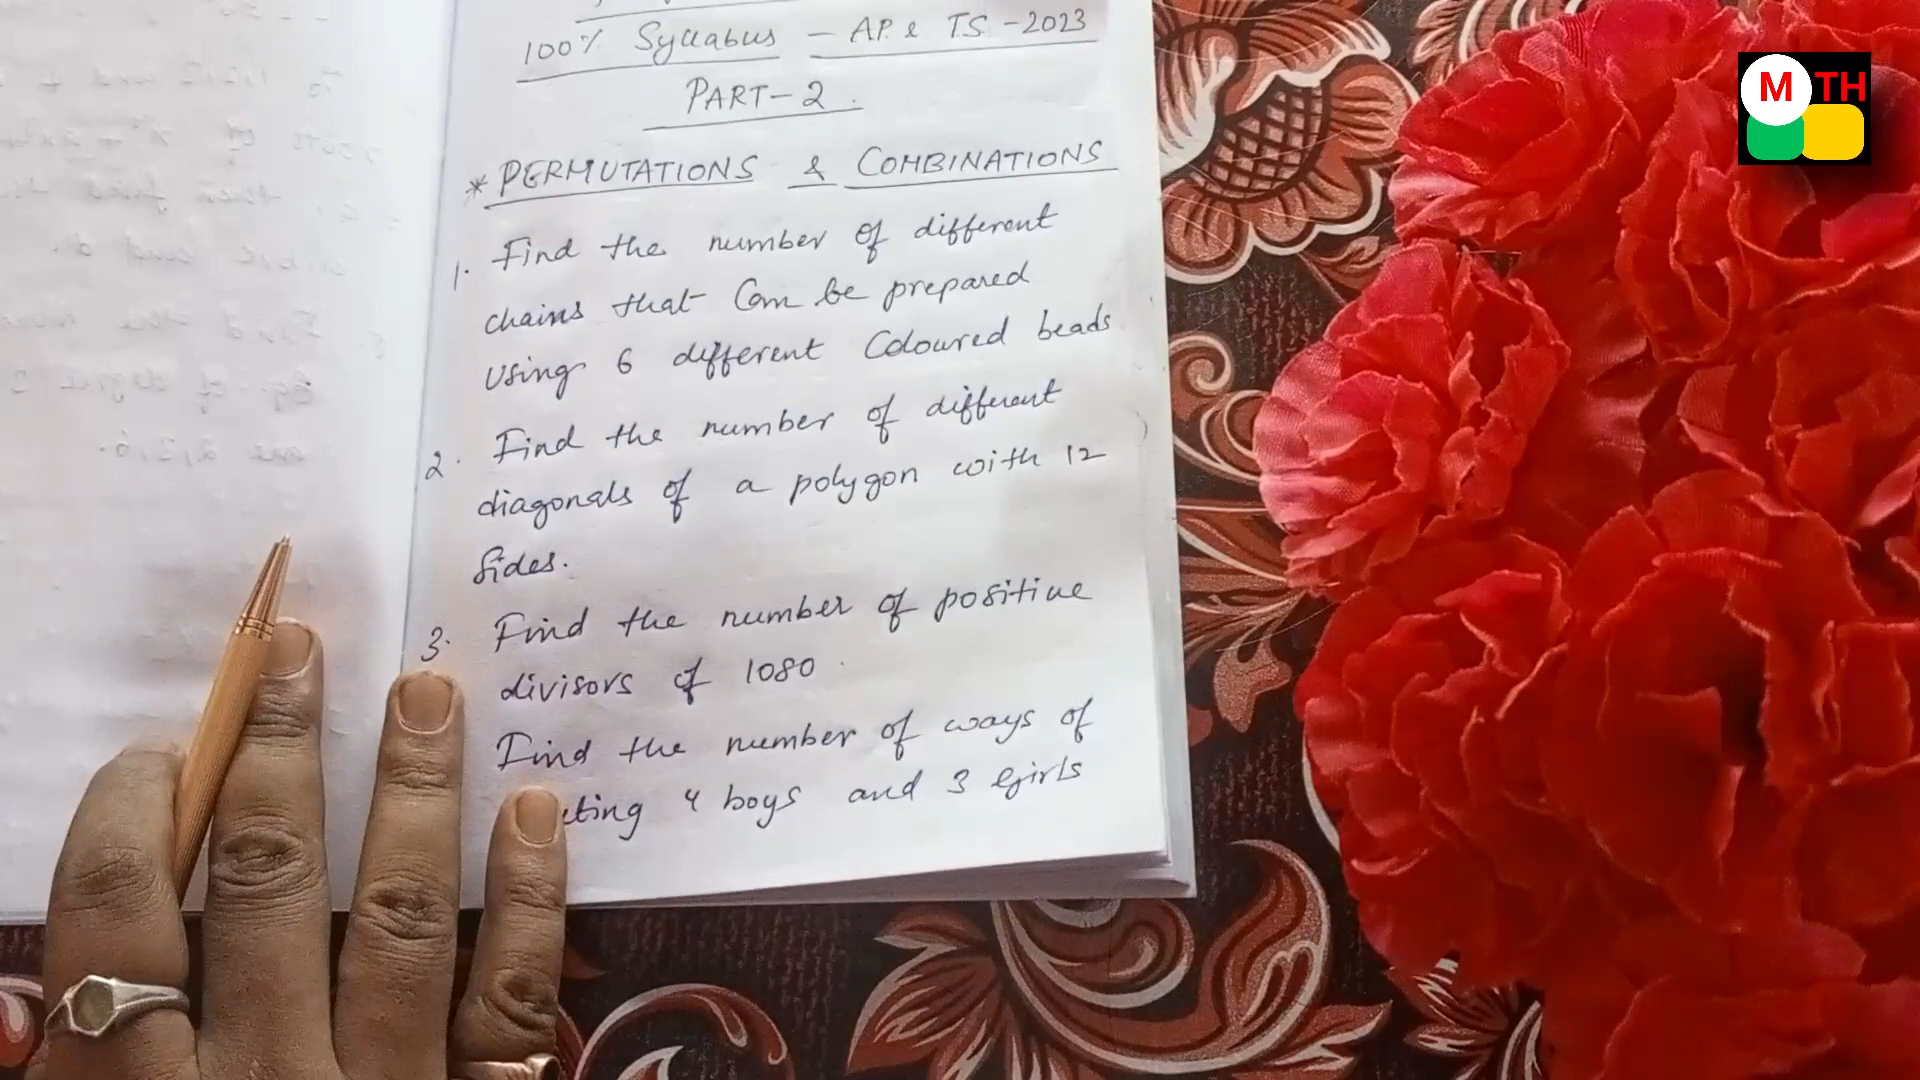 100% Syllabus - AP & TS - 2023
PART-2.
* PERMUTATIONS & COMBINATIONS
1. Find the number of different
chains that Can be prepared
using 6 different Coloured beads
2. Find the number of different
diagonals of a polygon with 12
Sides.
3. Find the number of positive
divisors of 1080.
Find the number of ways of
4 boys and 3 girls
M TH